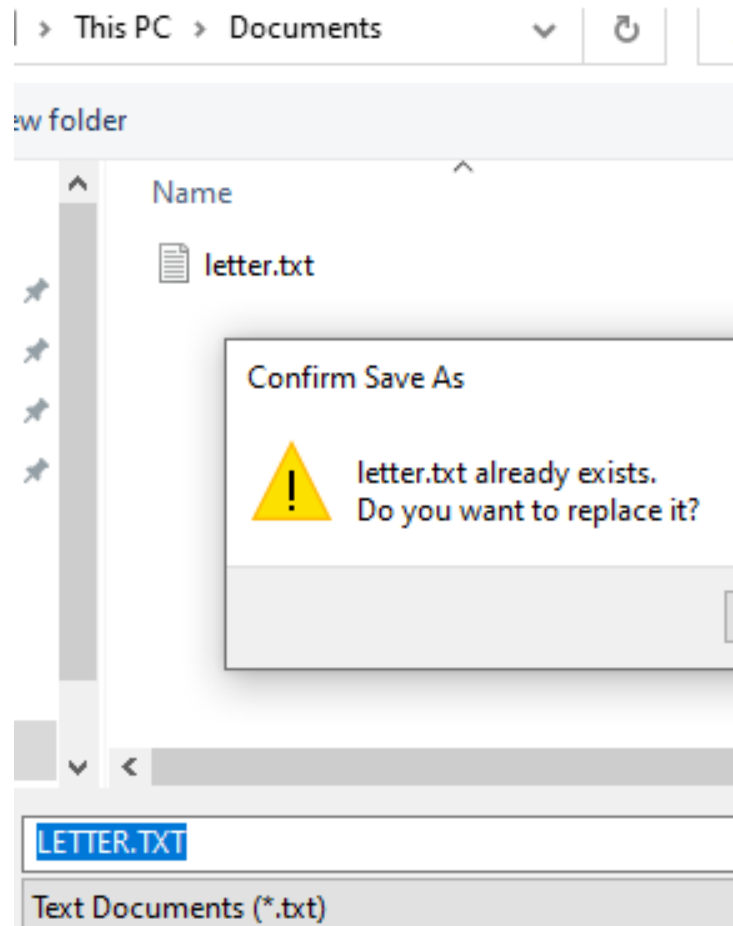 > This PC > Documents
ew folder
Name
letter.txt
Confirm Save As
letter.txt already exists.
Do you want to replace it?
LETTER.TXT
Text Documents (*.txt)